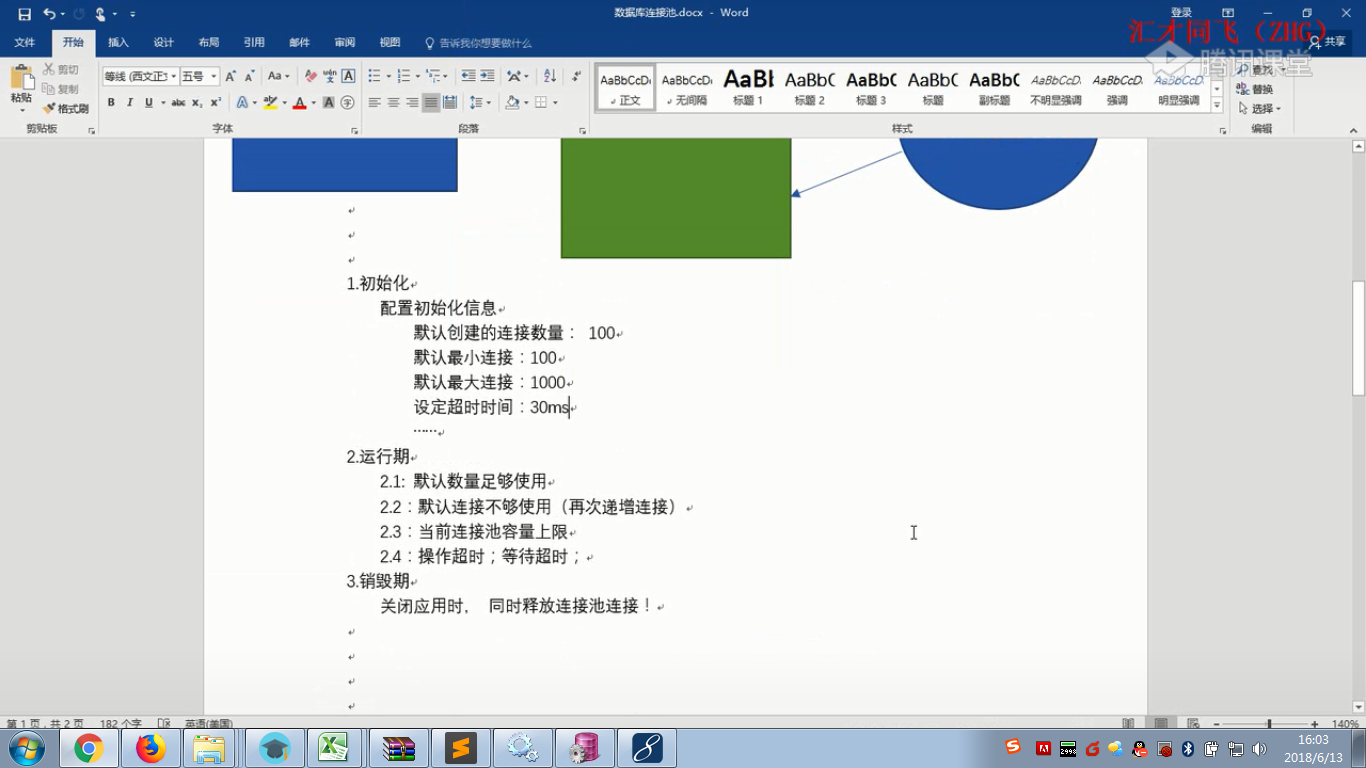 数据库连接池.docx - Word
登录
汇才同飞（ZHG）
腾讯课堂
文件 开始 插入 设计 布局 引用 邮件 审阅 视图 告诉我你想要做什么 共享
粘贴 剪切 复制 格式刷
等线 (西文正文 五号
AaBbCcDc AaBbCcDc AaBl AaBbC AaBbC AaBbC AaBbC AaBbCcD. AaBbCcD. AaBbCcD.
正文 无间隔 标题 1 标题 2 标题 3 标题 副标题 不明显强调 强调 明显强调
查找 替换 选择
剪贴板 字体 段落 样式 编辑
1.初始化
配置初始化信息
默认创建的连接数量： 100
默认最小连接：100
默认最大连接：1000
设定超时时间：30ms
……
2.运行期
2.1: 默认数量足够使用
2.2：默认连接不够使用（再次递增连接）
2.3：当前连接池容量上限
2.4：操作超时；等待超时；
3.销毁期
关闭应用时， 同时释放连接池连接！
第 1 页，共 2 页 182 个字 英语(美国) 140%
16:03
2018/6/13